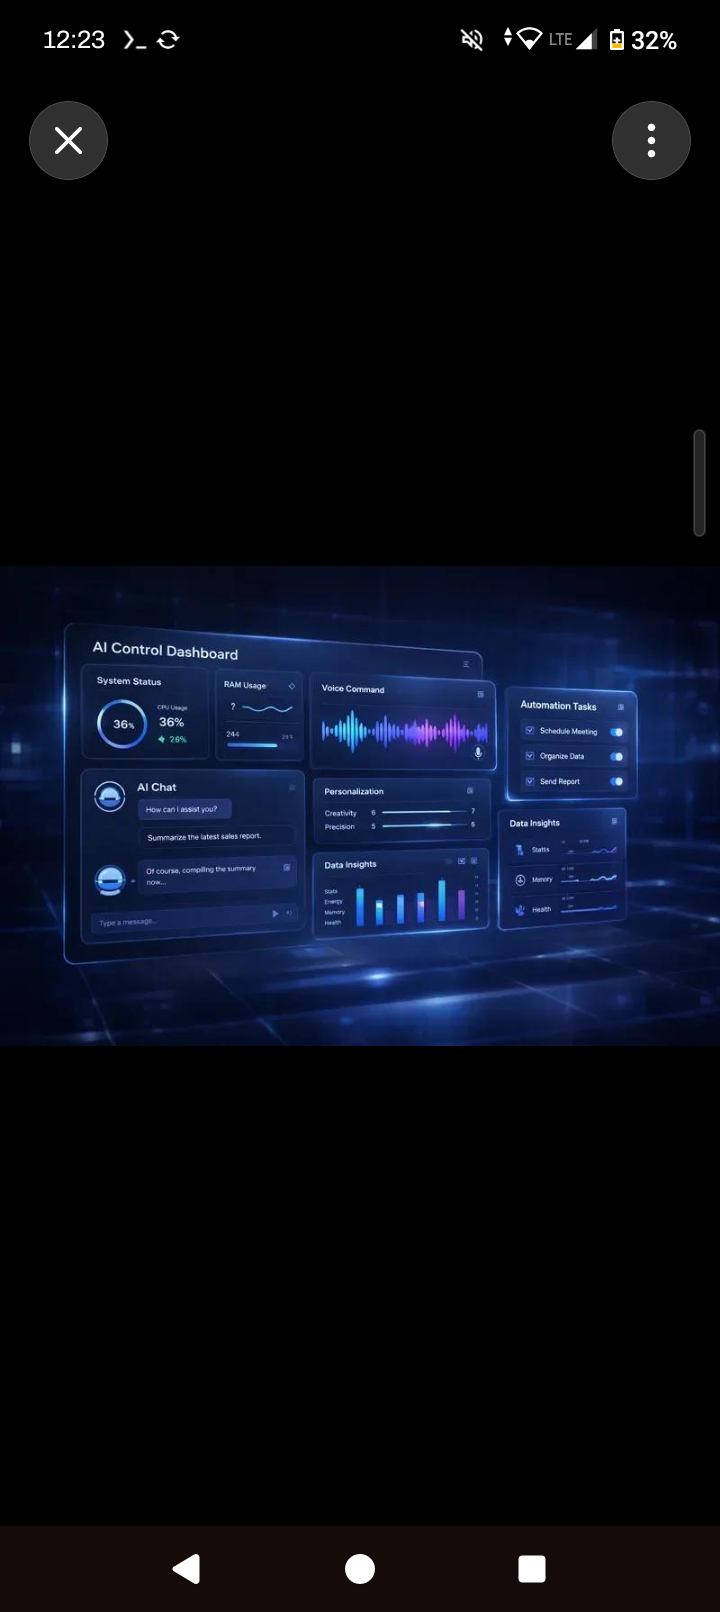 12:23
LTE 32%
AI Control Dashboard
System Status
36%
CPU Usage
36%
26%
RAM Usage
?
244
Voice Command
Automation Tasks
Schedule Meeting
Organize Data
Send Report
AI Chat
How can I assist you?
Summarize the latest sales report.
Of course, compiling the summary
now...
Type a message...
Personalization
Creativity 6 7
Precision 5 6
Data Insights
Stats
Energy
Memory
Health
Data Insights
Statis
Menory
Health